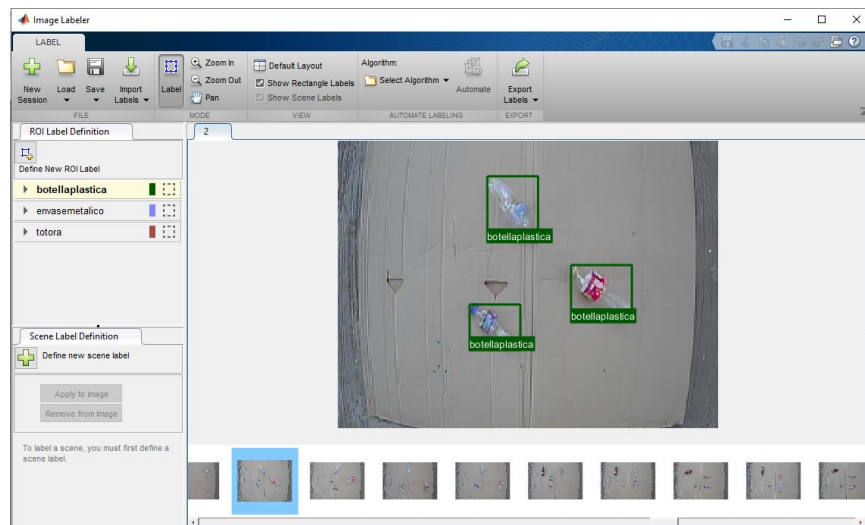 Image Labeler
LABEL
New Session
Load
Save
Import Labels
FILE
Label
Zoom In
Zoom Out
Pan
MODE
Default Layout
Show Rectangle Labels
Show Scene Labels
VIEW
Algorithm:
Select Algorithm
Automate
AUTOMATE LABELING
Export Labels
EXPORT
ROI Label Definition
2
Define New ROI Label
botellaplastica
envasemetalico
totora
botellaplastica
botellaplastica
botellaplastica
Scene Label Definition
Define new scene label
Apply to Image
Remove from Image
To label a scene, you must first define a
scene label.